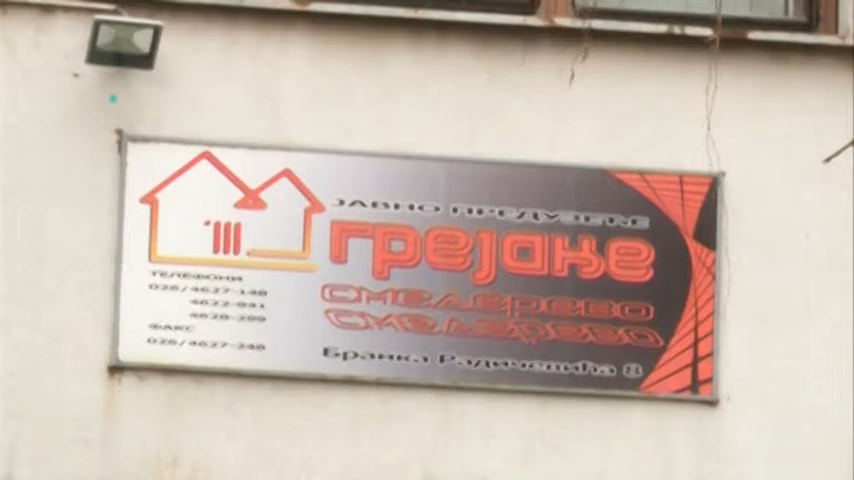 ЈАВНО ПРЕДУЗЕЋЕ
грејање
смедерево
смедерево
Бранка Радичевића 8
ТЕЛЕФОНИ
026/4627-148
4622-941
4628-299
ФАКС
026/4627-248